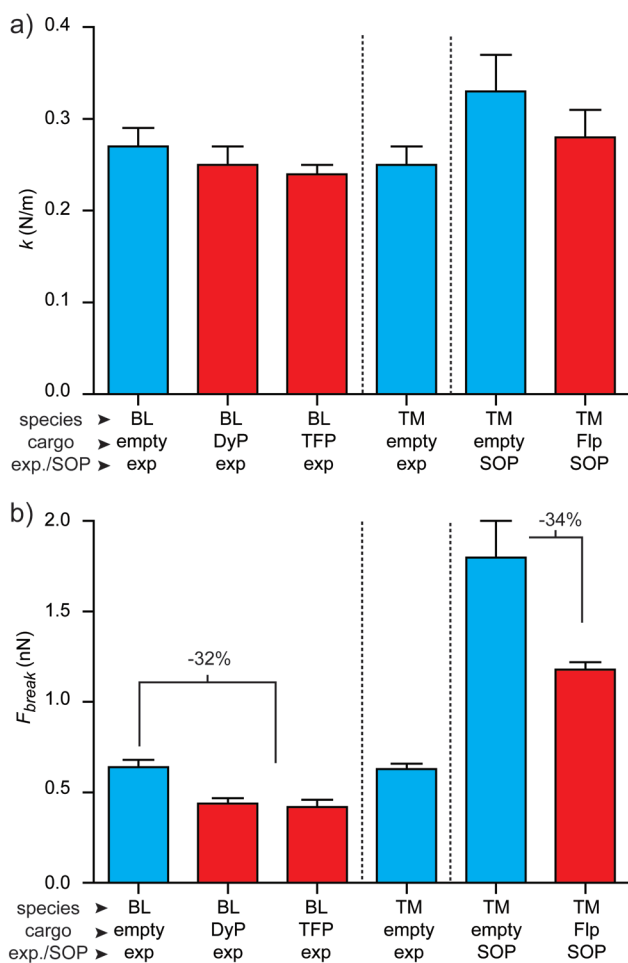 a)
0.4
0.3
0.2
0.1
0.0
k (N/m)
species ➤ BL BL BL TM TM TM
cargo ➤ empty DyP TFP empty empty Flp
exp./SOP ➤ exp exp exp exp SOP SOP
b)
2.0
1.5
1.0
0.5
0.0
F_break (nN)
-32%
-34%
species ➤ BL BL BL TM TM TM
cargo ➤ empty DyP TFP empty empty Flp
exp./SOP ➤ exp exp exp exp SOP SOP